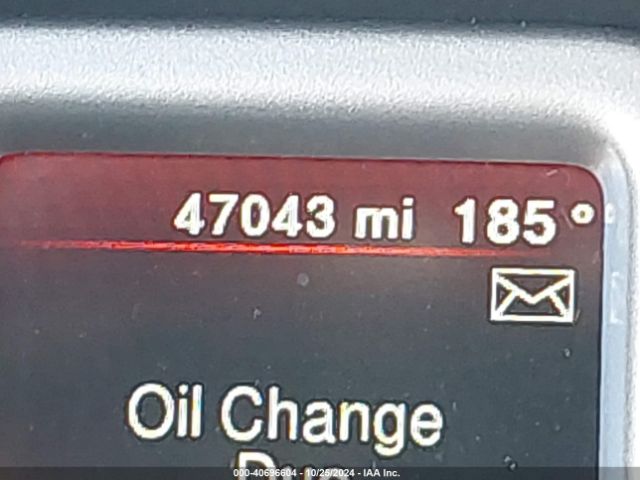 47043 mi 185°
Oil Change
000-40696604 - 10/25/2024 - IAA Inc.